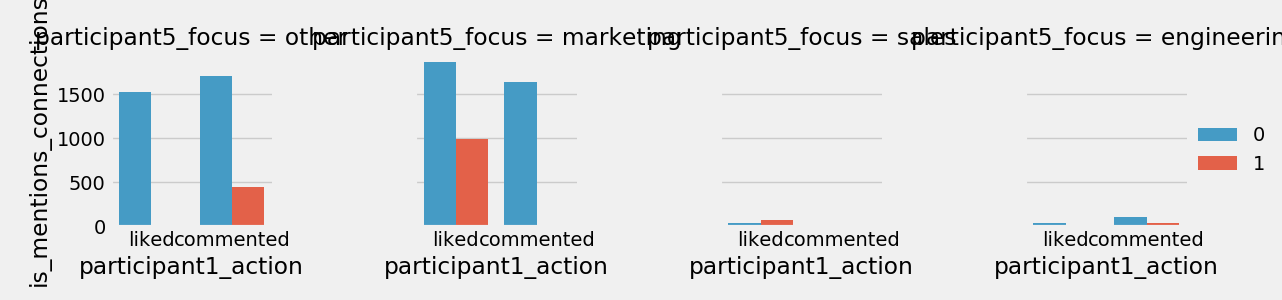 participant5_focus = other
participant5_focus = marketing
participant5_focus = sales
participant5_focus = engineerin
is_mentions_connections
1500
1000
500
0
liked commented
liked commented
liked commented
liked commented
participant1_action
participant1_action
participant1_action
participant1_action
0
1